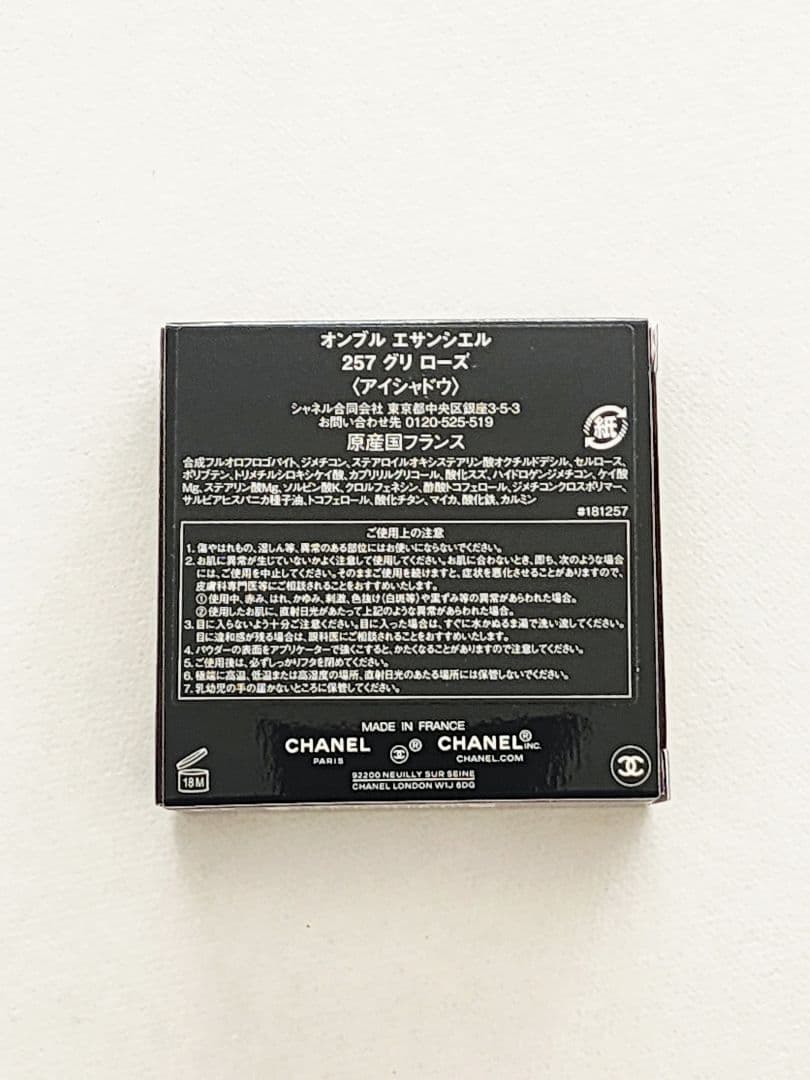 オンブル エサンシエル
257 グリ ローズ
〈アイシャドウ〉
シャネル合同会社 東京都中央区銀座3-5-3
お問い合わせ先 0120-525-519
紙
原産国フランス
合成フルオロフロゴパイト、ジメチコン、ステアロイルオキシステアリン酸オクチルドデシル、セルロース、
ポリブテン、トリメチルシロキシケイ酸、カプリリルグリコール、酸化スズ、ハイドロゲンジメチコン、ケイ酸
Mg、ステアリン酸Mg、ソルビン酸K、クロルフェネシン、酢酸トコフェロール、ジメチコンクロスポリマー、
サルビアヒスパニカ種子油、トコフェロール、酸化チタン、マイカ、酸化鉄、カルミン
#181257
ご使用上の注意
1. 傷やはれもの、湿しん等、異常のある部位にはお使いにならないでください。
2. お肌に異常が生じていないかよく注意して使用してください。お肌に合わないとき、即ち、次のような場合
には、ご使用を中止してください。そのままご使用を続けますと、症状を悪化させることがありますので、
皮膚科専門医等にご相談されることをおすすめいたします。
①使用中、赤み、はれ、かゆみ、刺激、色抜け(白斑等)や黒ずみ等の異常があらわれた場合。
②使用したお肌に、直射日光があたって上記のような異常があらわれた場合。
3. 目に入らないよう十分ご注意ください。目に入った場合は、すぐに水かぬるま湯で洗い流してください。
目に違和感が残る場合は、眼科医にご相談されることをおすすめいたします。
4. パウダーの表面をアプリケーターで強くこすると、かたくなることがありますので注意してください。
5. ご使用後は、必ずしっかりフタを閉めてください。
6. 極端に高温、低温または高湿度の場所、直射日光のあたる場所には保管しないでください。
7. 乳幼児の手の届かないところに保管してください。
MADE IN FRANCE
CHANEL ® CHANEL® INC.
PARIS CHANEL.COM
92200 NEUILLY SUR SEINE
CHANEL LONDON W1J 6DG
18M